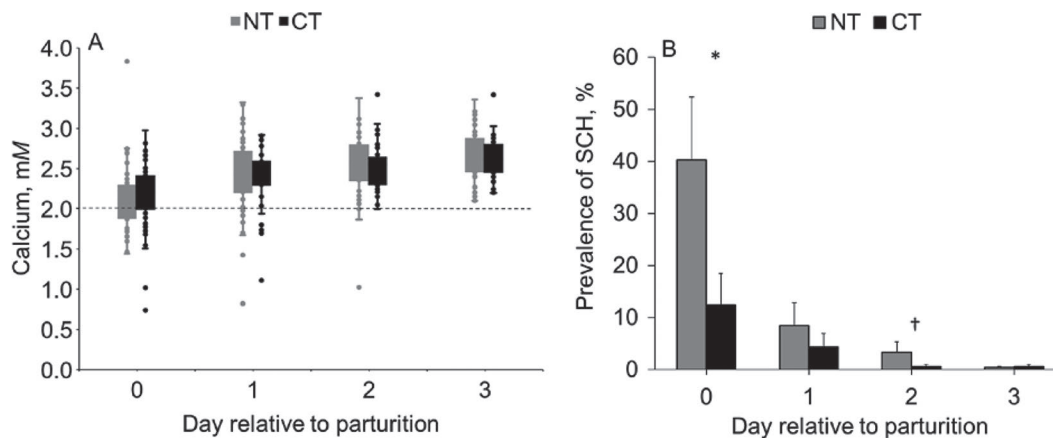 NT CT
A
Calcium, mM
4.0
3.5
3.0
2.5
2.0
1.5
1.0
0.5
0.0
0 1 2 3
Day relative to parturition
NT CT
B
*
†
Prevalence of SCH, %
60
50
40
30
20
10
0
0 1 2 3
Day relative to parturition